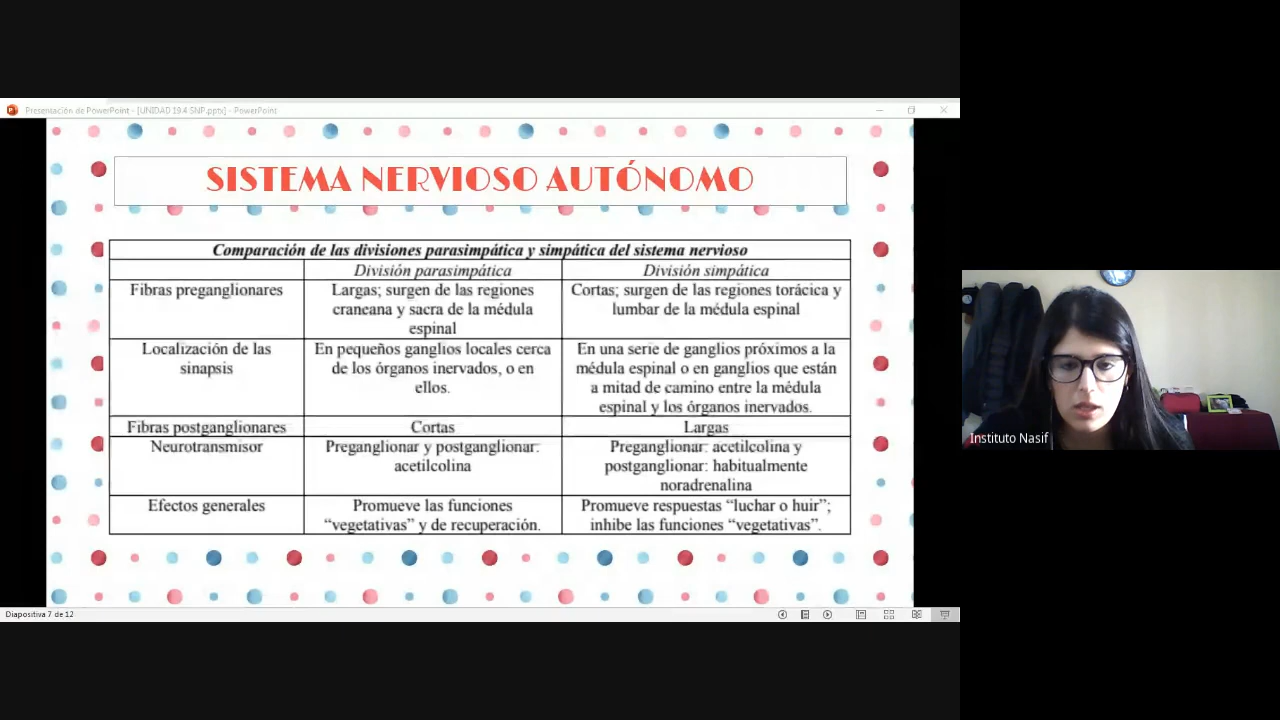 Presentación de PowerPoint - [UNIDAD 19.4 SNP.pptx] - PowerPoint
SISTEMA NERVIOSO AUTÓNOMO
Comparación de las divisiones parasimpática y simpática del sistema nervioso
División parasimpática
División simpática
Fibras preganglionares
Largas; surgen de las regiones
craneana y sacra de la médula
espinal
Cortas; surgen de las regiones torácica y
lumbar de la médula espinal
Localización de las
sinapsis
En pequeños ganglios locales cerca
de los órganos inervados, o en
ellos.
En una serie de ganglios próximos a la
médula espinal o en ganglios que están
a mitad de camino entre la médula
espinal y los órganos inervados.
Fibras postganglionares
Cortas
Largas
Neurotransmisor
Preganglionar y postganglionar:
acetilcolina
Preganglionar: acetilcolina y
postganglionar: habitualmente
noradrenalina
Efectos generales
Promueve las funciones
“vegetativas” y de recuperación.
Promueve respuestas “luchar o huir”;
inhibe las funciones “vegetativas”.
Diapositiva 7 de 12
Instituto Nasif